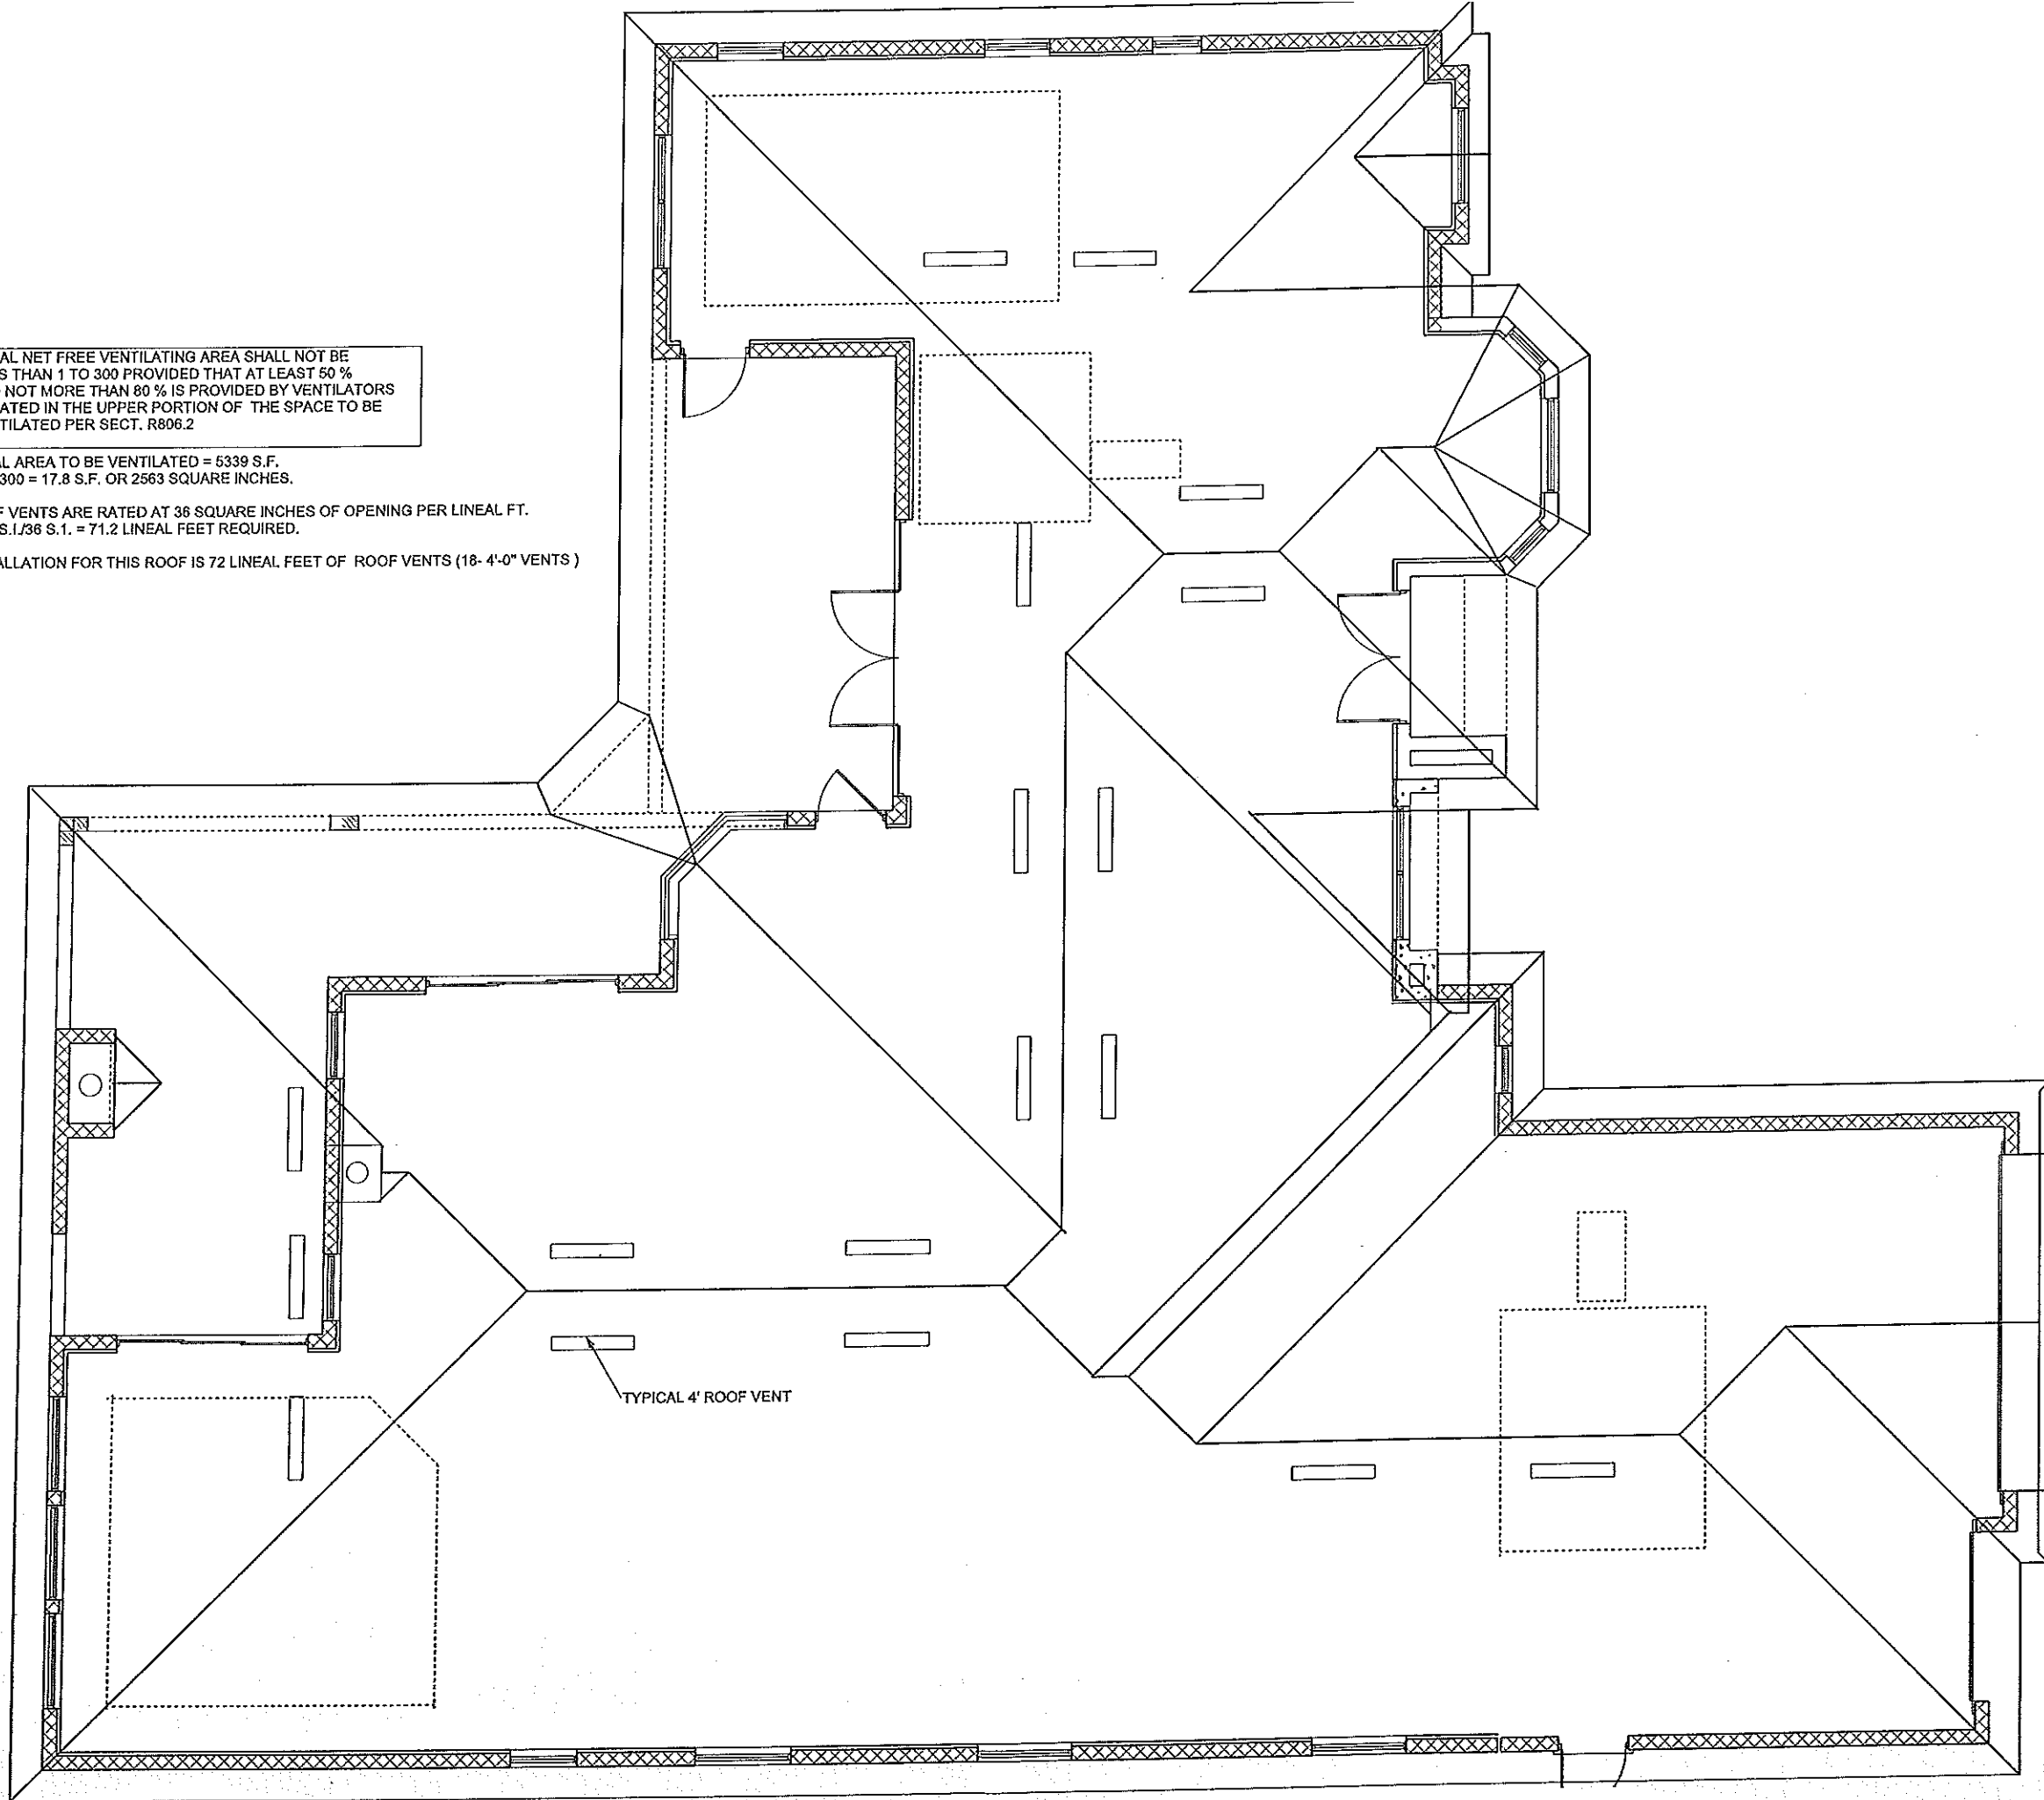 AL NET FREE VENTILATING AREA SHALL NOT BE
S THAN 1 TO 300 PROVIDED THAT AT LEAST 50 %
NOT MORE THAN 80 % IS PROVIDED BY VENTILATORS
ATED IN THE UPPER PORTION OF THE SPACE TO BE
TILATED PER SECT. R806.2
AL AREA TO BE VENTILATED = 5339 S.F.
300 = 17.8 S.F. OR 2563 SQUARE INCHES.
F VENTS ARE RATED AT 36 SQUARE INCHES OF OPENING PER LINEAL FT.
S.I./36 S.1. = 71.2 LINEAL FEET REQUIRED.
ALLATION FOR THIS ROOF IS 72 LINEAL FEET OF ROOF VENTS (18- 4'-0" VENTS )
TYPICAL 4' ROOF VENT